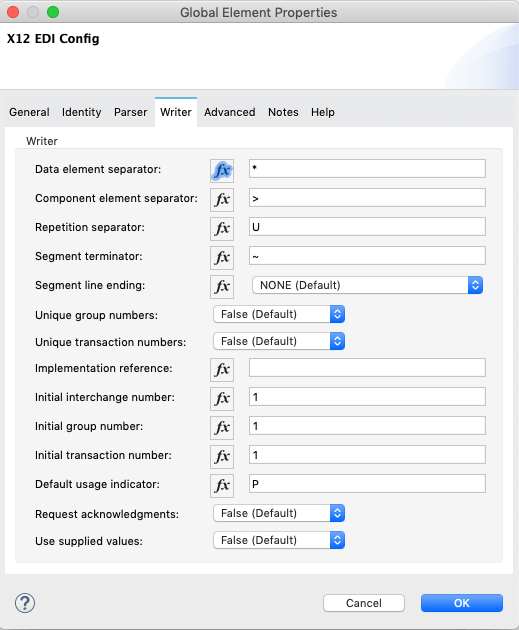 Global Element Properties
X12 EDI Config
General Identity Parser Writer Advanced Notes Help
Writer
Data element separator: fx *
Component element separator: fx >
Repetition separator: fx U
Segment terminator: fx ~
Segment line ending: fx NONE (Default)
Unique group numbers: False (Default)
Unique transaction numbers: False (Default)
Implementation reference: fx
Initial interchange number: fx 1
Initial group number: fx 1
Initial transaction number: fx 1
Default usage indicator: fx P
Request acknowledgments: False (Default)
Use supplied values: False (Default)
? Cancel OK